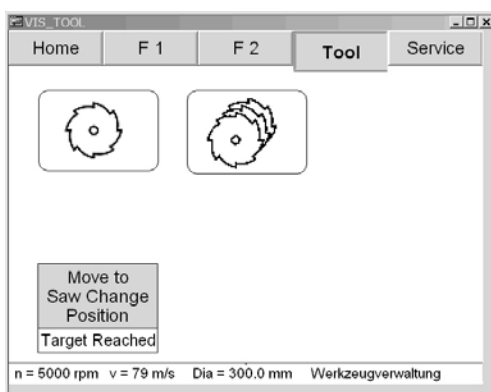 VIS_TOOL
Home F 1 F 2 Tool Service
Move to
Saw Change
Position
Target Reached
n = 5000 rpm v = 79 m/s Dia = 300.0 mm Werkzeugverwaltung